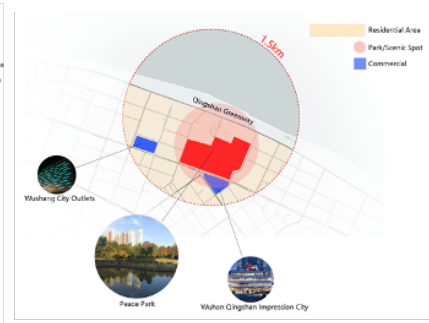 1.5km
Residential Area
Park/Scenic Spot
Commercial
Qingshan Greenway
Wushang City Outlets
Peace Park
Wuhan Qingshan Impression City